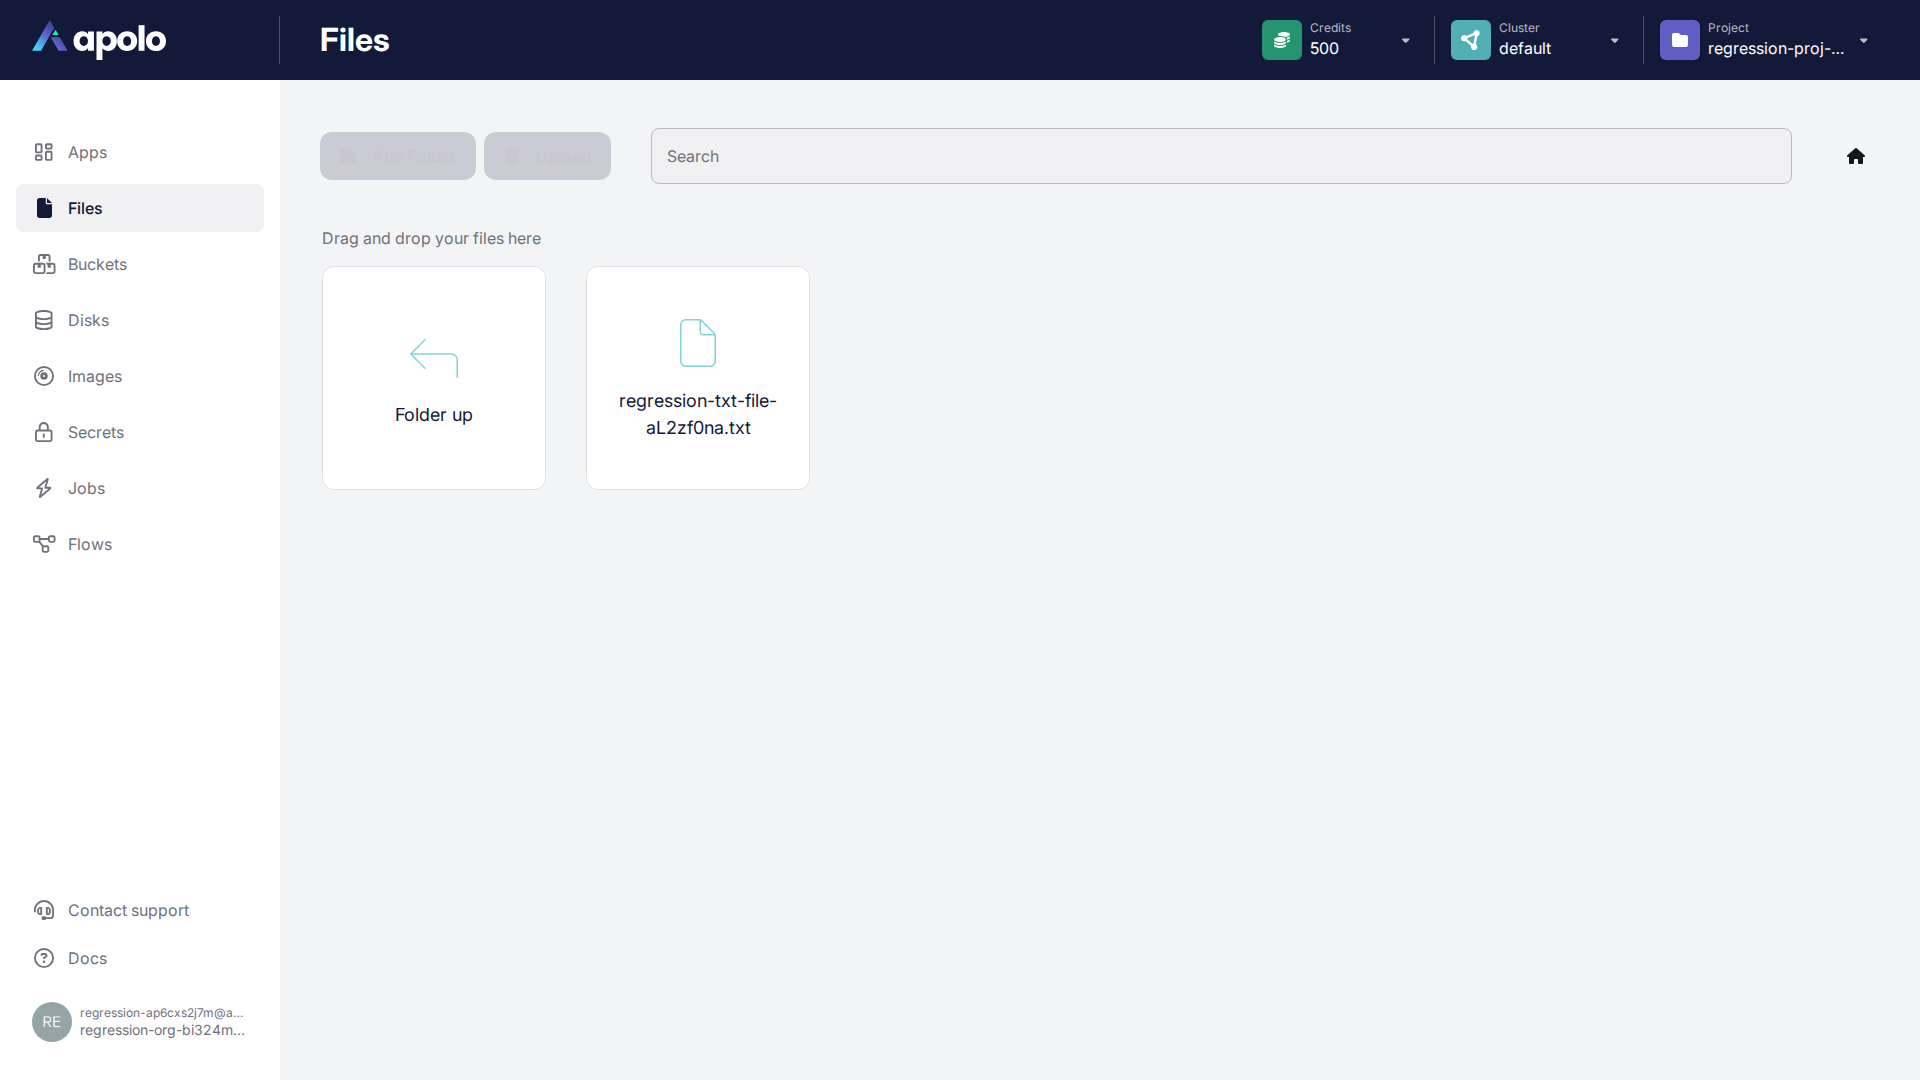 apolo
Files
Credits
500
Cluster
default
Project
regression-proj-...
Apps
Files
Buckets
Disks
Images
Secrets
Jobs
Flows
Add Folder
Upload
Search
Drag and drop your files here
Folder up
regression-txt-file-
aL2zf0na.txt
Contact support
Docs
RE
regression-ap6cxs2j7m@a...
regression-org-bi324m...